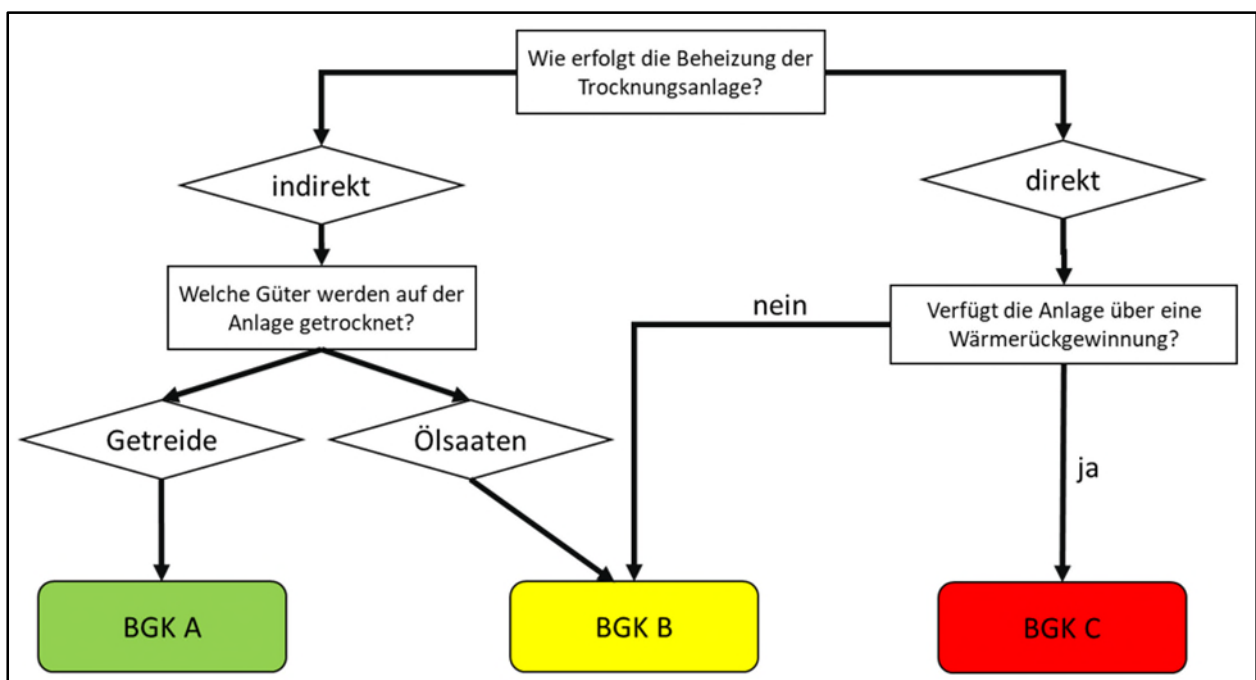 Wie erfolgt die Beheizung der
Trocknungsanlage?
indirekt
direkt
Welche Güter werden auf der
Anlage getrocknet?
nein
Verfügt die Anlage über eine
Wärmerückgewinnung?
Getreide
Ölsaaten
ja
BGK A
BGK B
BGK C